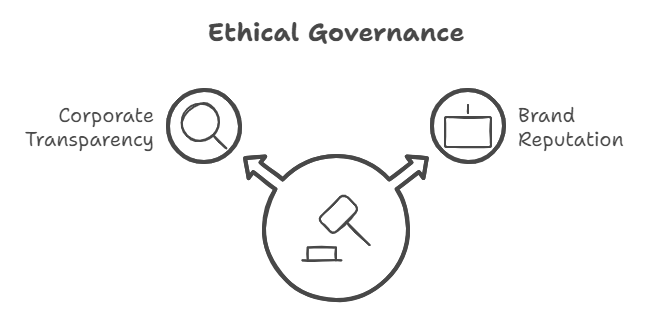 Ethical Governance
Corporate
Transparency
Brand
Reputation